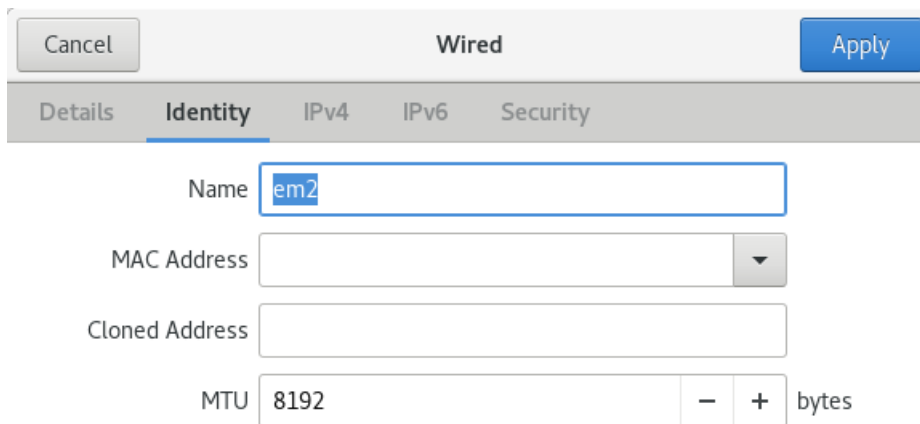 Cancel Wired Apply
Details Identity IPv4 IPv6 Security
Name em2
MAC Address
Cloned Address
MTU 8192 − + bytes